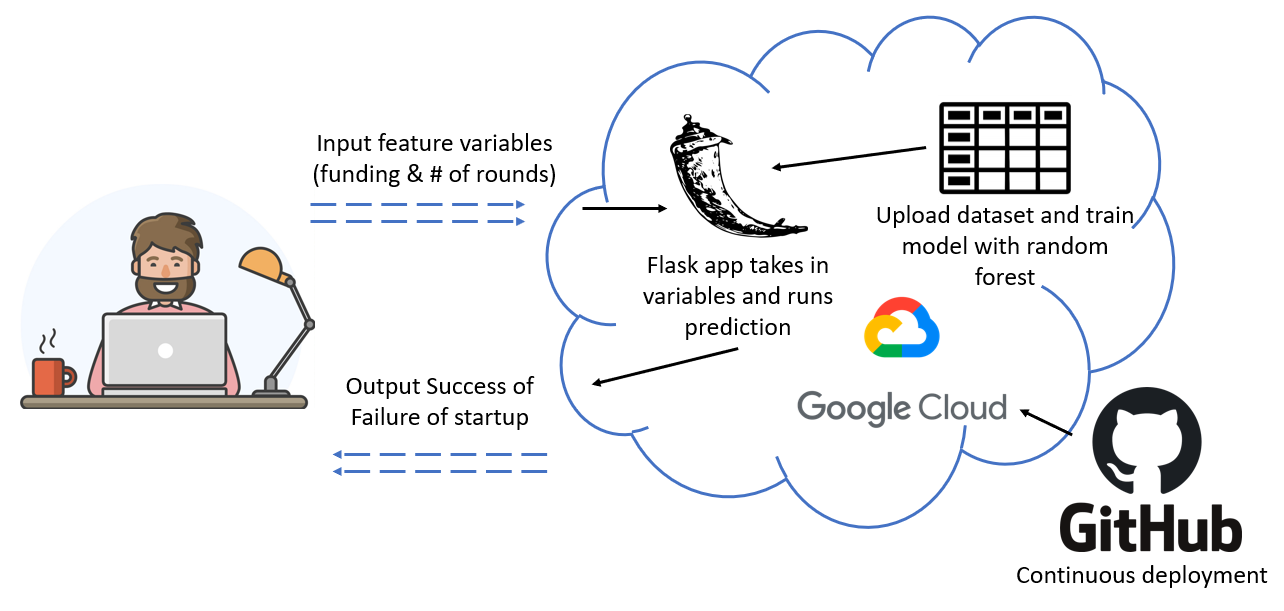 Input feature variables
(funding & # of rounds)
Flask app takes in
variables and runs
prediction
Upload dataset and train
model with random
forest
Output Success of
Failure of startup
Google Cloud
GitHub
Continuous deployment